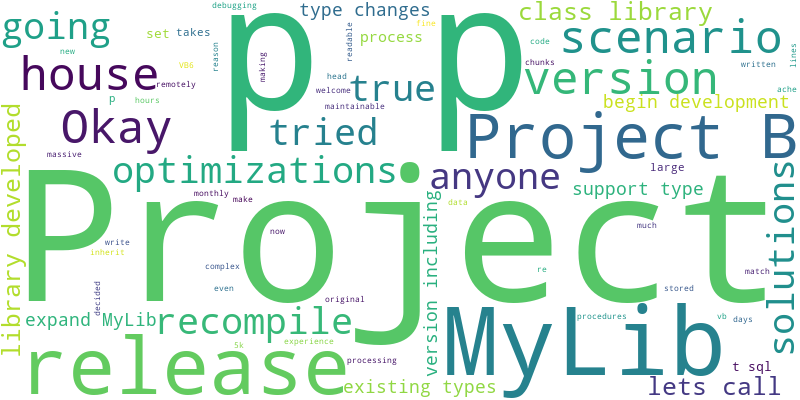 debugging
going
p p
type changes
class library
set takes
process
fine
scenario
new
reason
readable
code
lines
house
VB6
making
head
true
version
chunks
written
remotely
welcome
ache
p hours
maintainable
begin development
Okay
tried
Project B
massive
optimizations
anyone
large
library developed
Project
monthly
make
support type
data
version including
solutions
write
now
much
inherit
complex
re
match
even
stored
decided
original
expand MyLib
recompile
MyLib
procedures
vb
days
5k
experience
release
processing
t sql
existing types
lets call